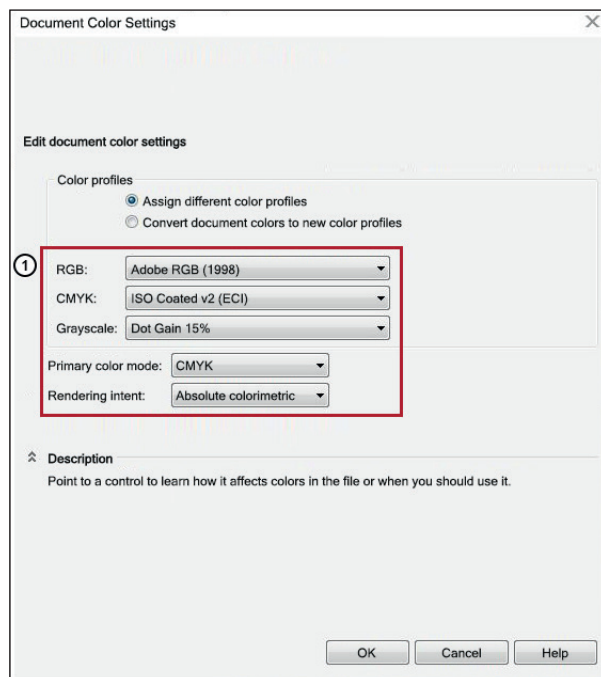 Document Color Settings
Edit document color settings
Color profiles
Assign different color profiles
Convert document colors to new color profiles
1
RGB: Adobe RGB (1998)
CMYK: ISO Coated v2 (ECI)
Grayscale: Dot Gain 15%
Primary color mode: CMYK
Rendering intent: Absolute colorimetric
Description
Point to a control to learn how it affects colors in the file or when you should use it.
OK Cancel Help